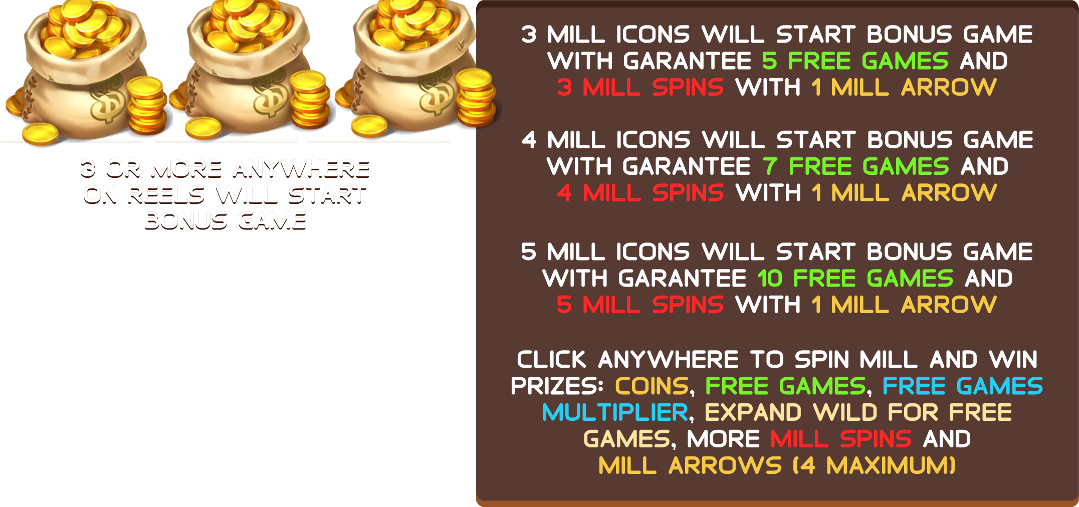 3 OR MORE ANYWHERE
ON REELS WILL START
BONUS GAME
3 MILL ICONS WILL START BONUS GAME
WITH GARANTEE 5 FREE GAMES AND
3 MILL SPINS WITH 1 MILL ARROW
4 MILL ICONS WILL START BONUS GAME
WITH GARANTEE 7 FREE GAMES AND
4 MILL SPINS WITH 1 MILL ARROW
5 MILL ICONS WILL START BONUS GAME
WITH GARANTEE 10 FREE GAMES AND
5 MILL SPINS WITH 1 MILL ARROW
CLICK ANYWHERE TO SPIN MILL AND WIN
PRIZES: COINS, FREE GAMES, FREE GAMES
MULTIPLIER, EXPAND WILD FOR FREE
GAMES, MORE MILL SPINS AND
MILL ARROWS (4 MAXIMUM)